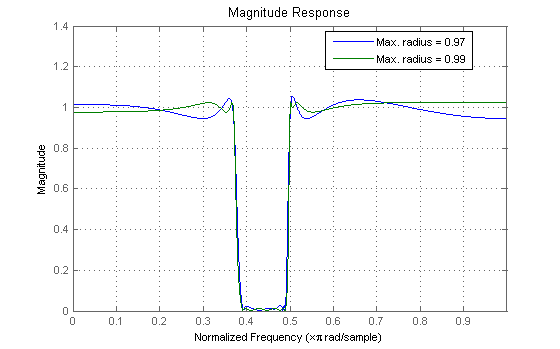 Magnitude Response
Max. radius = 0.97
Max. radius = 0.99
Magnitude
1.4
1.2
1
0.8
0.6
0.4
0.2
0
0 0.1 0.2 0.3 0.4 0.5 0.6 0.7 0.8 0.9
Normalized Frequency (×π rad/sample)